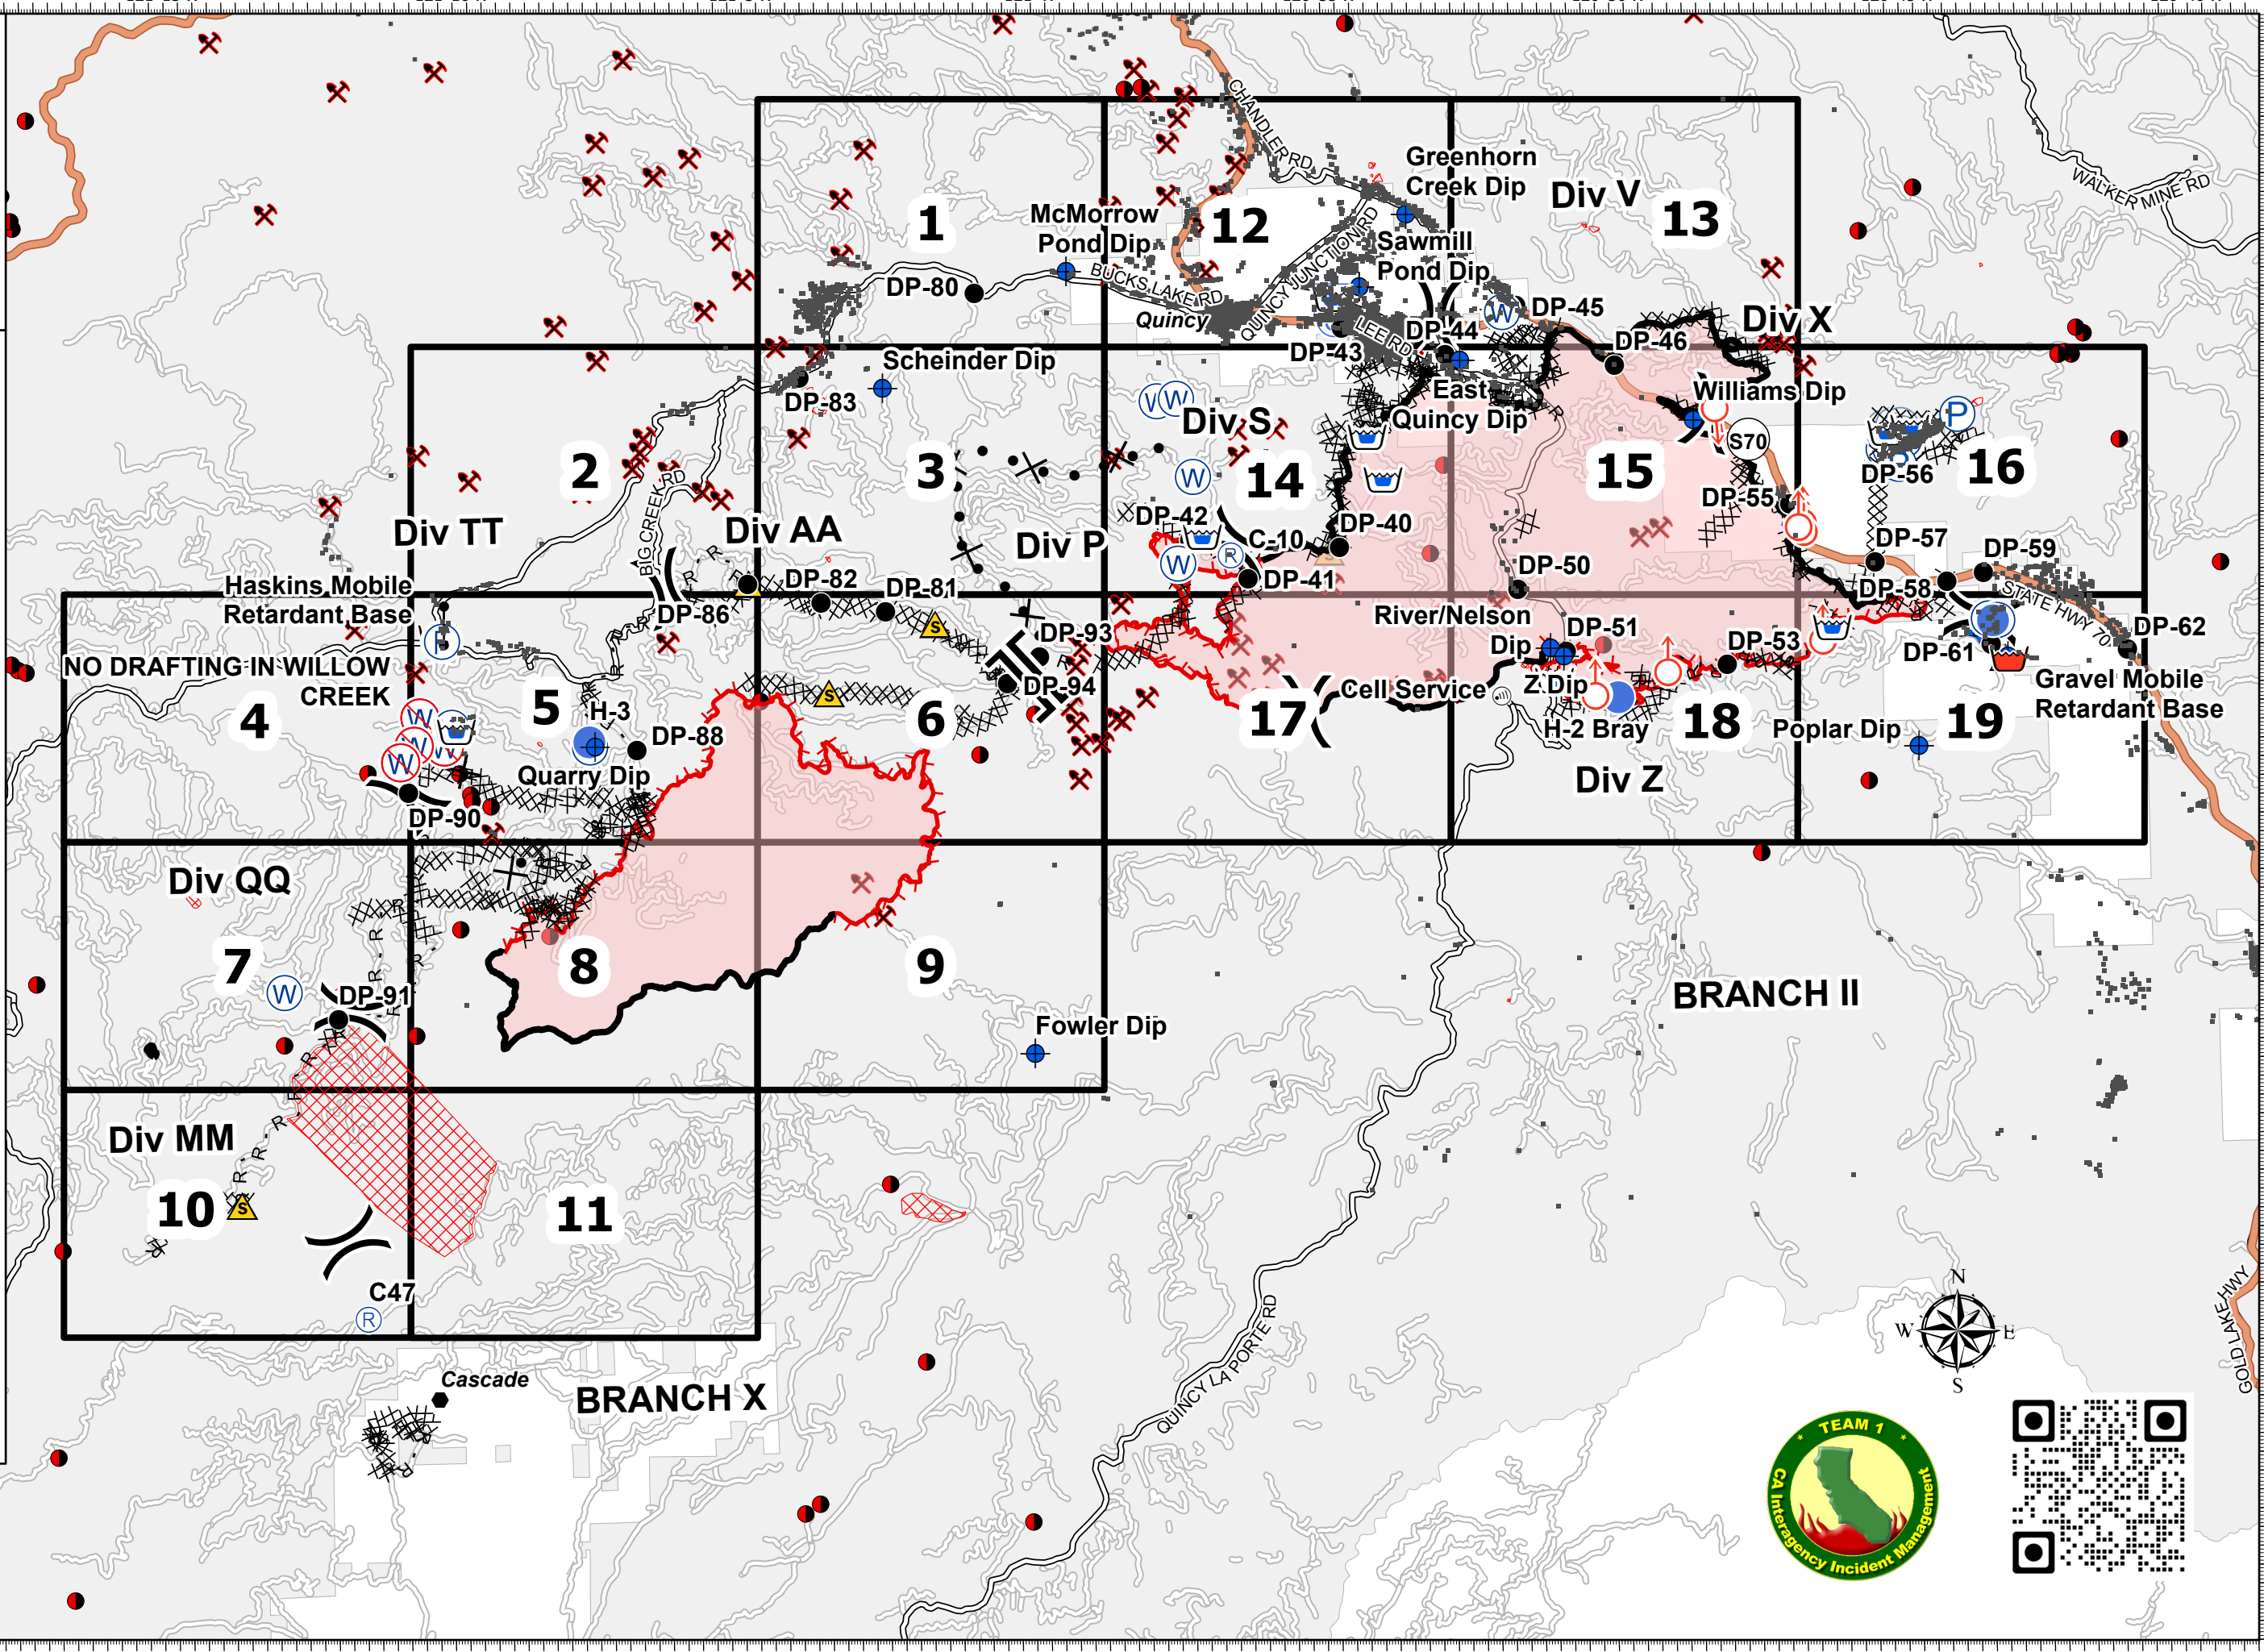 CHANDLER RD
WALKER MINE RD
Greenhorn
Creek Dip
Div V
1
12
13
McMorrow
Pond Dip
QUINCY JUNCTION RD
Sawmill
Pond Dip
BUCKS LAKE RD
DP-80
Quincy
LEE RD
DP-44
DP-45
Div X
DP-43
DP-46
Scheinder Dip
DP-83
East
Quincy Dip
Williams Dip
W
W
W
Div S
P
S70
2
3
14
15
16
DP-56
BIG CREEK RD
W
DP-55
Div TT
Div AA
Div P
DP-42
DP-40
C-10
R
W
DP-41
DP-57
DP-59
DP-50
DP-58
Haskins Mobile
Retardant Base
DP-82
DP-81
DP-86
S
River/Nelson
Dip
DP-51
STATE HWY 70
DP-93
DP-53
DP-61
DP-62
NO DRAFTING IN WILLOW
CREEK
DP-94
S
Cell Service
Z Dip
Gravel Mobile
Retardant Base
4
5
H-3
6
17
H-2 Bray
18
Poplar Dip
19
W
W
W
W
DP-88
Quarry Dip
Div Z
DP-90
Div QQ
7
8
9
W
DP-91
BRANCH II
Fowler Dip
Div MM
10
S
11
C47
R
Cascade
BRANCH X
QUINCY LA PORTE RD
GOLD LAKE HWY
N
W
E
S
TEAM 1
CA Interagency Incident Management